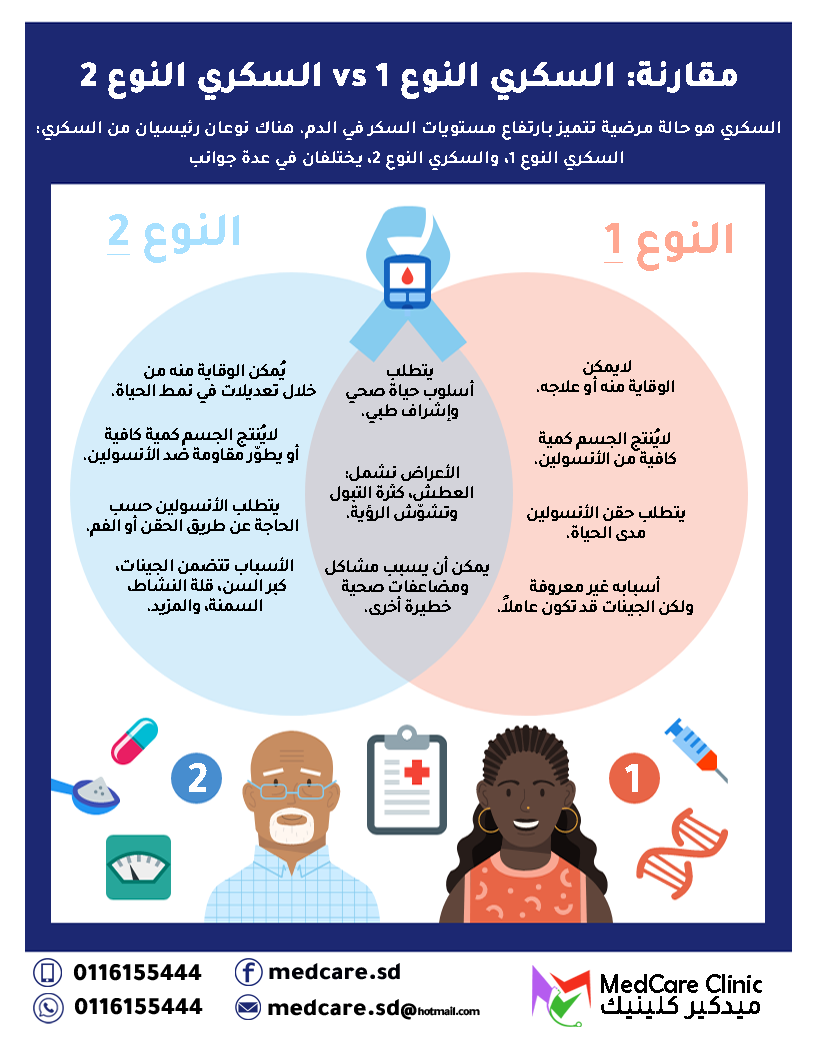 مقارنة: السكري النوع 1 vs السكري النوع 2
السكري هو حالة مرضية تتميز بارتفاع مستويات السكر في الدم. هناك نوعان رئيسيان من السكري:
السكري النوع 1، والسكري النوع 2، يختلفان في عدة جوانب
النوع 1
النوع 2
لايمكن
الوقاية منه أو علاجه.
لايُنتج الجسم كمية
كافية من الأنسولين.
يتطلب حقن الأنسولين
مدى الحياة.
أسبابه غير معروفة
ولكن الجينات قد تكون عاملاً.
يتطلب
أسلوب حياة صحي
وإشراف طبي.
الأعراض تشمل:
العطش، كثرة التبول
وتشوّش الرؤية.
يمكن أن يسبب مشاكل
ومضاعفات صحية
خطيرة أخرى.
يُمكن الوقاية منه من
خلال تعديلات في نمط الحياة.
لايُنتج الجسم كمية كافية
أو يطوّر مقاومة ضد الأنسولين.
يتطلب الأنسولين حسب
الحاجة عن طريق الحقن أو الفم.
الأسباب تتضمن الجينات،
كبر السن، قلة النشاط،
السمنة، والمزيد.
1
2
0116155444
0116155444
medcare.sd
medcare.sd@hotmail.com
MedCare Clinic
ميدكير كلينيك